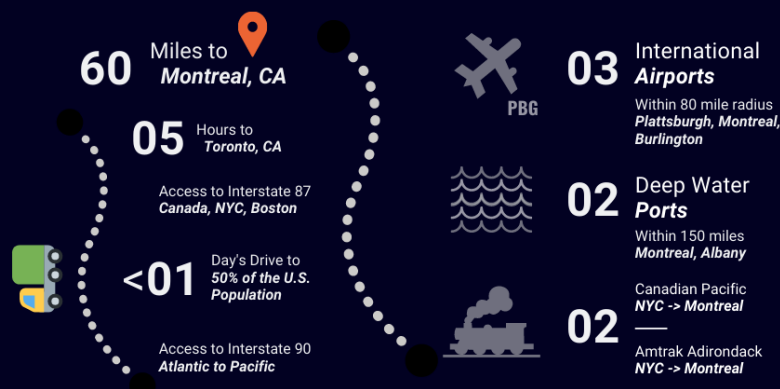 60
Miles to
Montreal, CA
05
Hours to
Toronto, CA
Access to Interstate 87
Canada, NYC, Boston
<01
Day's Drive to
50% of the U.S.
Population
Access to Interstate 90
Atlantic to Pacific
PBG
03
International
Airports
Within 80 mile radius
Plattsburgh, Montreal,
Burlington
02
Deep Water
Ports
Within 150 miles
Montreal, Albany
02
Canadian Pacific
NYC -> Montreal
Amtrak Adirondack
NYC -> Montreal